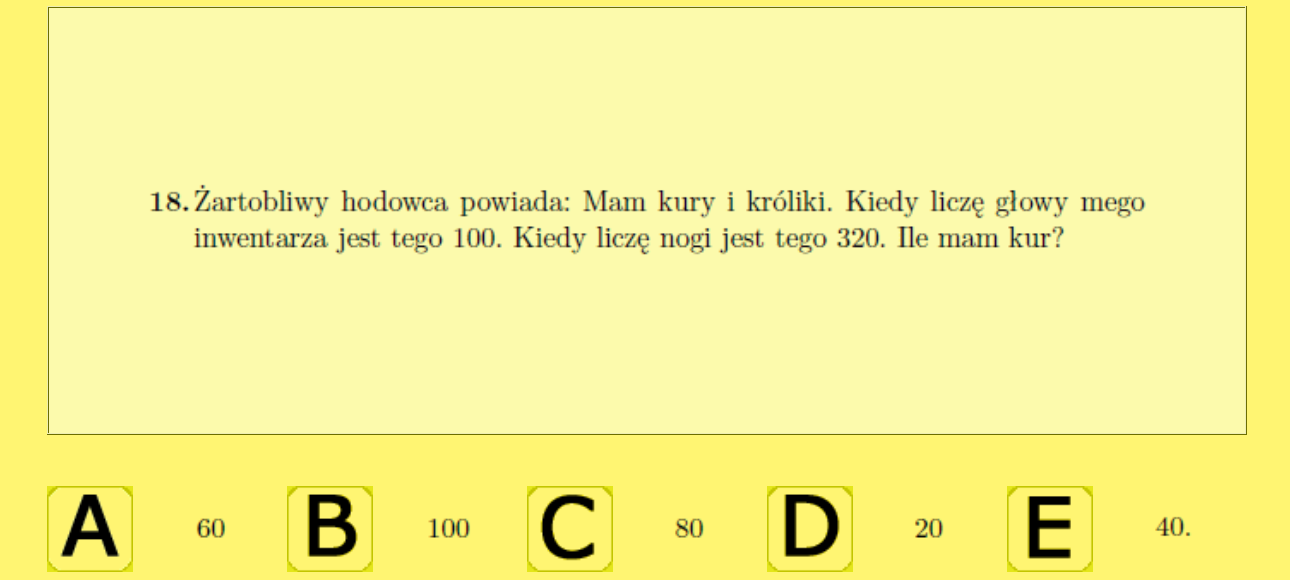 18. Żartobliwy hodowca powiada: Mam kury i króliki. Kiedy liczę głowy mego
inwentarza jest tego 100. Kiedy liczę nogi jest tego 320. Ile mam kur?
A 60 B 100 C 80 D 20 E 40.